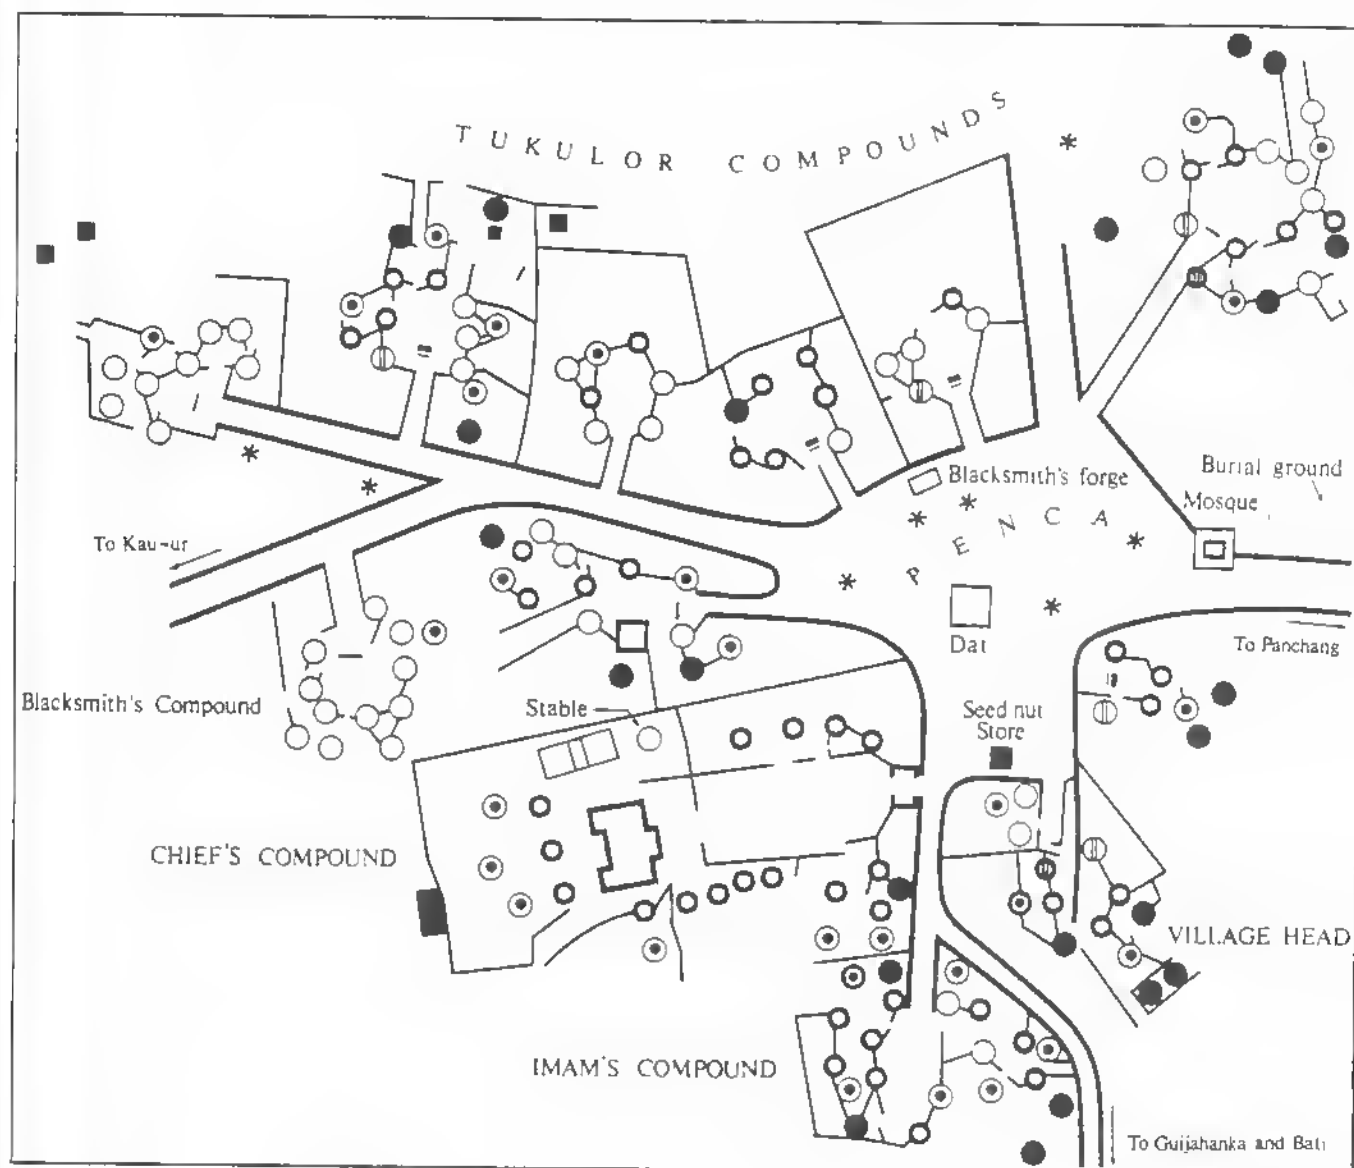 TUKULOR COMPOUNDS
Blacksmith's forge
Burial ground
Mosque
PENCA
To Kau-ur
Dat
To Panchang
Blacksmith's Compound
Stable
Seed nut
Store
CHIEF'S COMPOUND
VILLAGE HEAD
IMAM'S COMPOUND
To Guijahanka and Bati